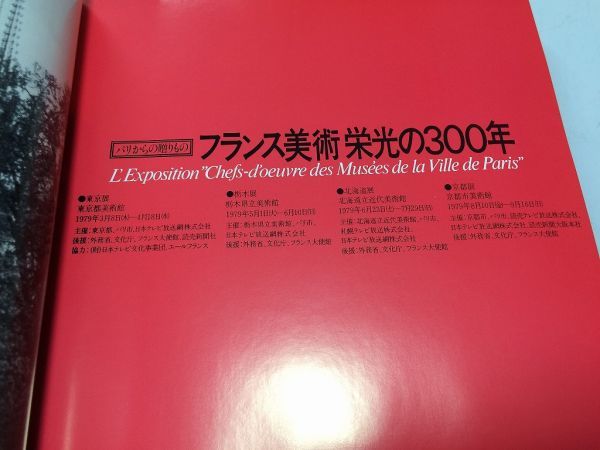 パリからの贈りもの フランス美術 栄光の300年
L'Exposition "Chefs-d'oeuvre des Musées de la Ville de Paris"
●東京展
東京都美術館
1979年3月8日(木)—4月8日(日)
主催：東京都、パリ市、日本テレビ放送網株式会社
後援：外務省、文化庁、フランス大使館、読売新聞社
協力：(財)日本テレビ文化事業団、エールフランス
●栃木展
栃木県立美術館
1979年5月1日(火)—6月10日(日)
主催：栃木県立美術館、パリ市、
日本テレビ放送網株式会社
後援：外務省、文化庁、フランス大使館
●北海道展
北海道立近代美術館
1979年6月23日(土)—7月29日(日)
主催：北海道立近代美術館、パリ市、
札幌テレビ放送株式会社、
日本テレビ放送網株式会社
後援：外務省、文化庁、フランス大使館
●京都展
京都市美術館
1979年8月10日(金)—9月16日(日)
主催：京都市、パリ市、読売テレビ放送株式会社、
日本テレビ放送網株式会社、読売新聞大阪本社
後援：外務省、文化庁、フランス大使館